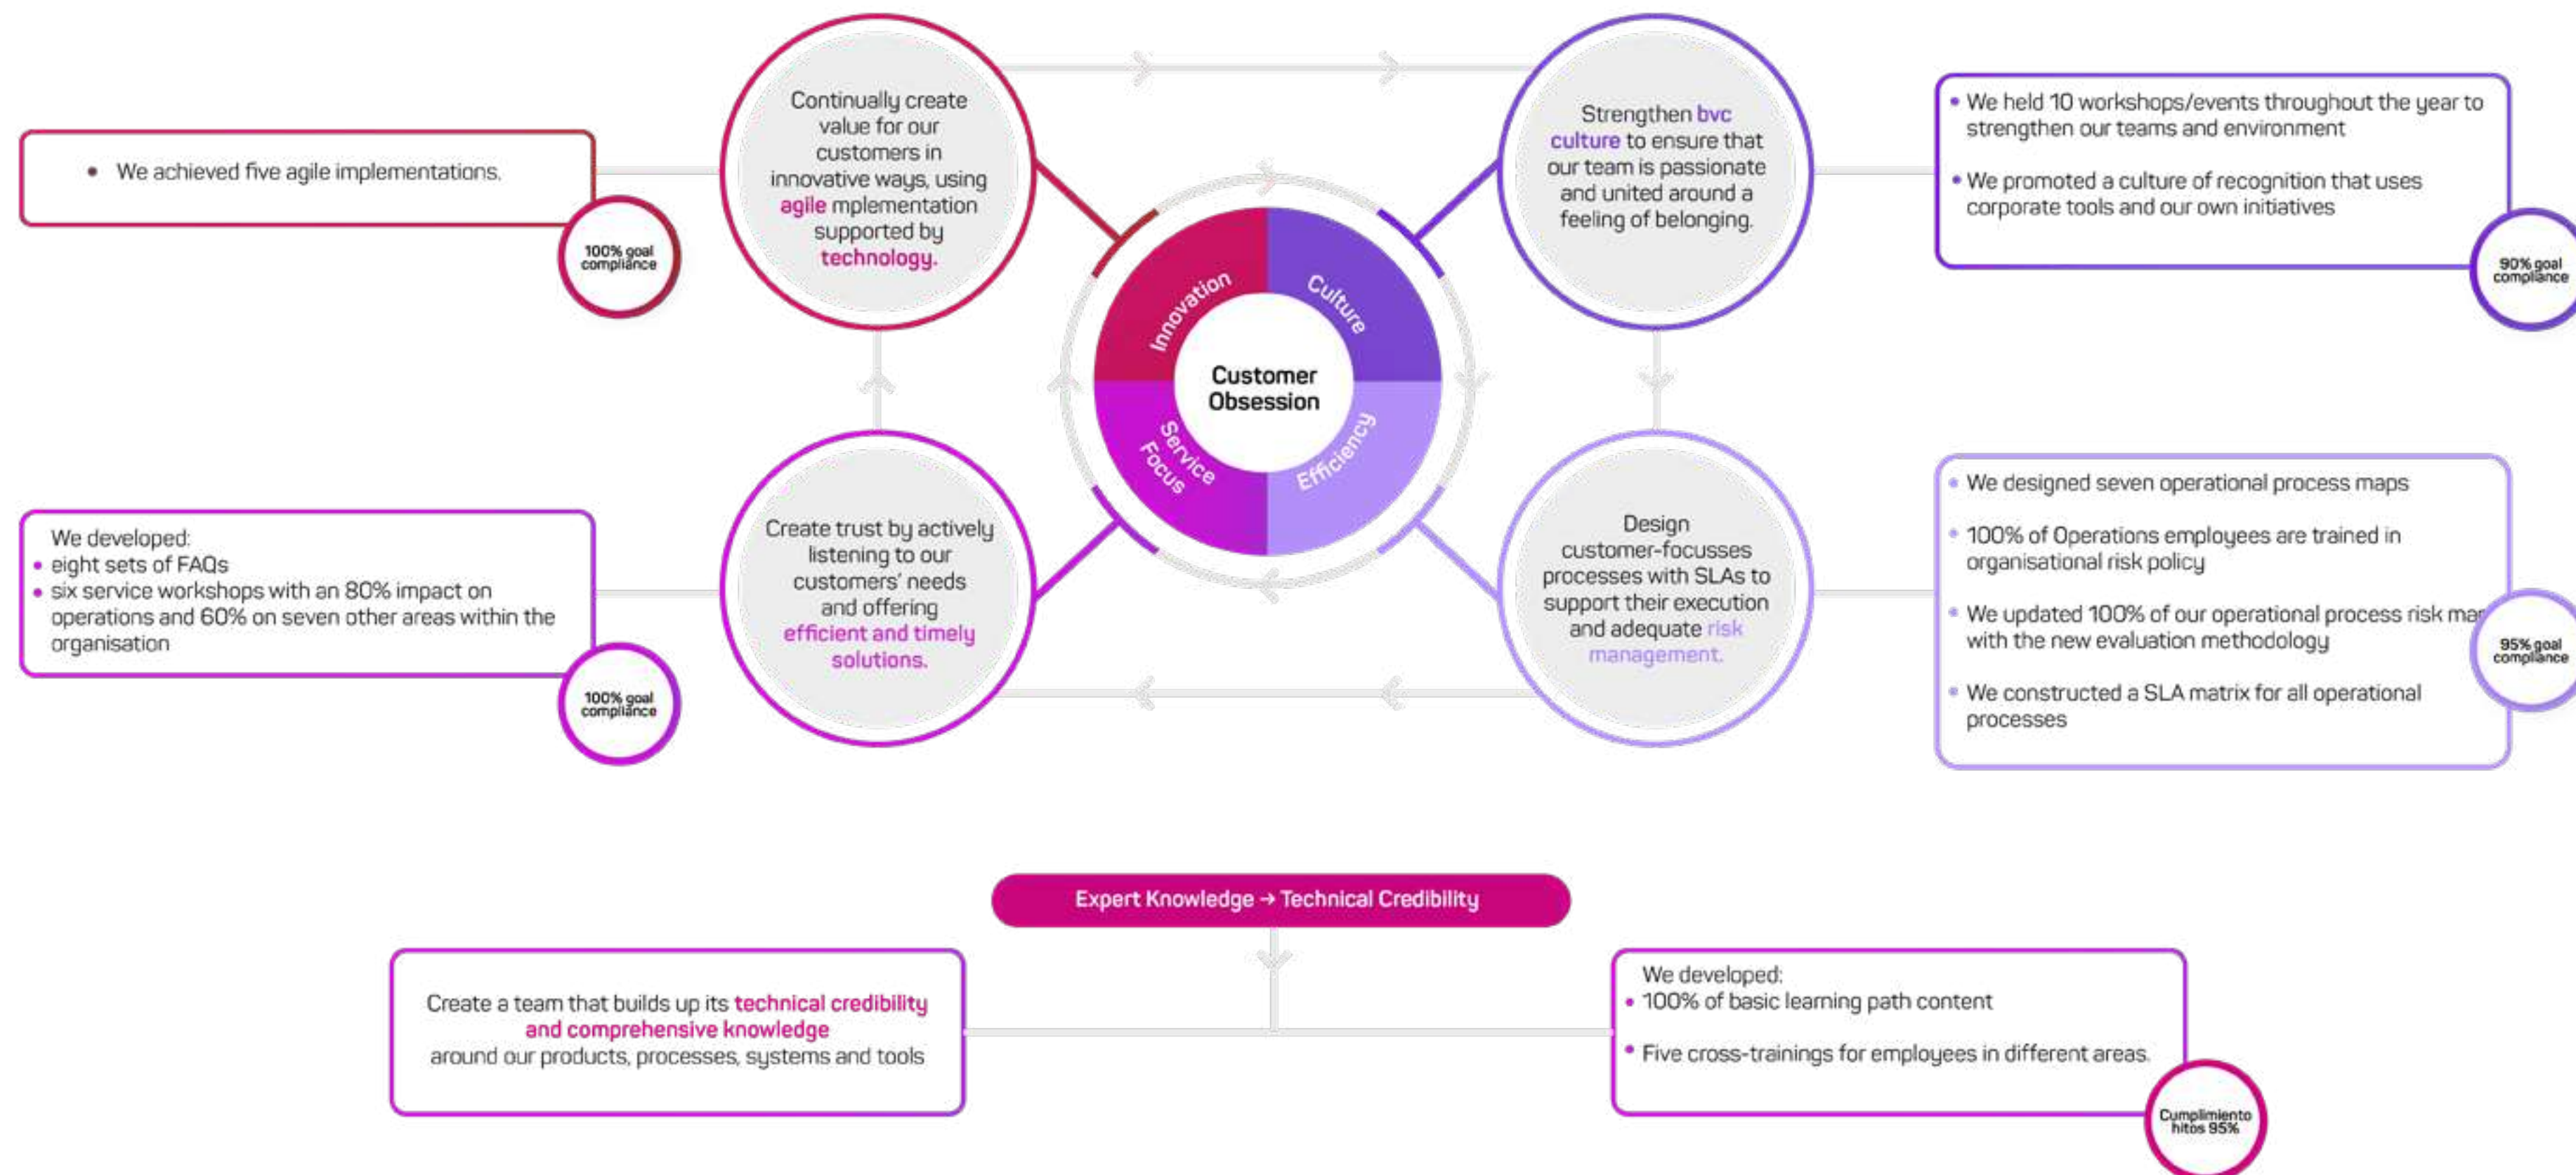 We achieved five agile implementations.
100% goal
compliance
Continually create
value for our
customers in
innovative ways, using
agile mplementation
supported by
technology.
Strengthen bvc
culture to ensure that
our team is passionate
and united around a
feeling of belonging.
We held 10 workshops/events throughout the year to
strengthen our teams and environment
We promoted a culture of recognition that uses
corporate tools and our own initiatives
90% goal
compliance
Innovation
Culture
Customer
Obsession
Service
Focus
Efficiency
We developed:
eight sets of FAQs
six service workshops with an 80% impact on
operations and 60% on seven other areas within the
organisation
100% goal
compliance
Create trust by actively
listening to our
customers' needs
and offering
efficient and timely
solutions.
Design
customer-focusses
processes with SLAs to
support their execution
and adequate risk
management.
We designed seven operational process maps
100% of Operations employees are trained in
organisational risk policy
We updated 100% of our operational process risk
with the new evaluation methodology
We constructed a SLA matrix for all operational
processes
95% goal
compliance
Expert Knowledge → Technical Credibility
Create a team that builds up its technical credibility
and comprehensive knowledge
around our products, processes, systems and tools
We developed:
100% of basic learning path content
Five cross-trainings for employees in different areas.
Cumplimiento
hitos 95%